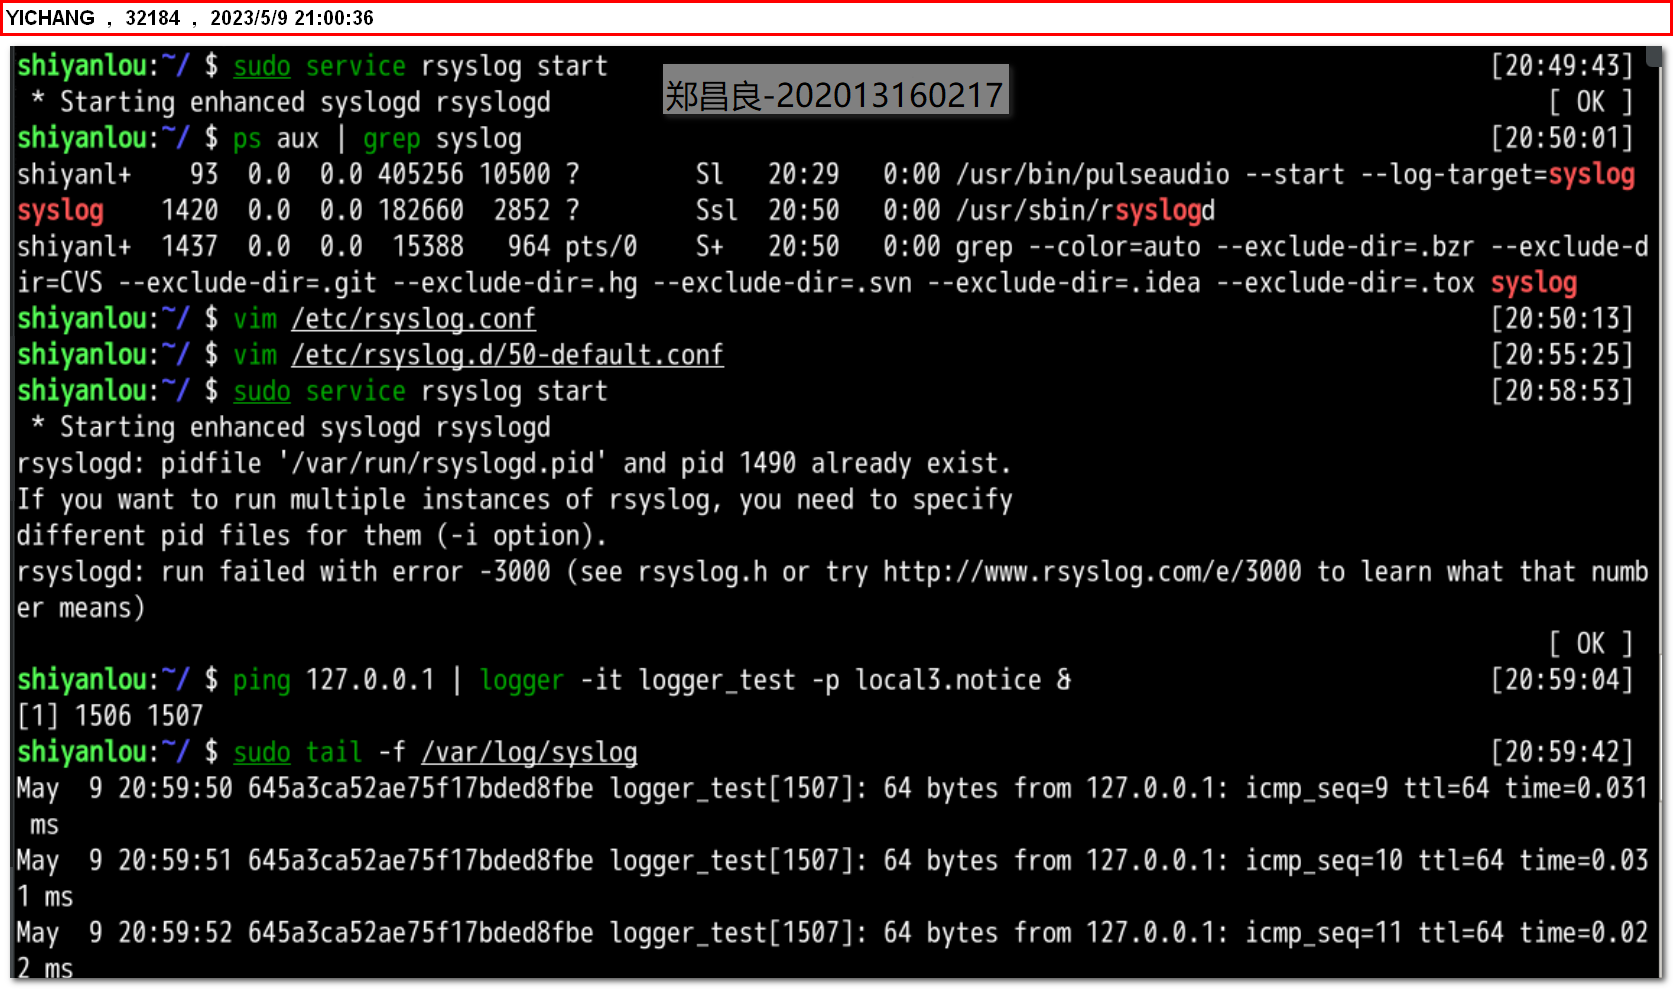 YICHANG , 32184 , 2023/5/9 21:00:36
shiyanlou:~/ $ sudo service rsyslog start [20:49:43]
郑昌良-202013160217
 * Starting enhanced syslogd rsyslogd [ OK ]
shiyanlou:~/ $ ps aux | grep syslog [20:50:01]
shiyanl+    93  0.0  0.0 405256 10500 ?        Sl   20:29   0:00 /usr/bin/pulseaudio --start --log-target=syslog
syslog    1420  0.0  0.0 182660  2852 ?        Ssl  20:50   0:00 /usr/sbin/rsyslogd
shiyanl+  1437  0.0  0.0  15388   964 pts/0    S+   20:50   0:00 grep --color=auto --exclude-dir=.bzr --exclude-d
ir=CVS --exclude-dir=.git --exclude-dir=.hg --exclude-dir=.svn --exclude-dir=.idea --exclude-dir=.tox syslog
shiyanlou:~/ $ vim /etc/rsyslog.conf [20:50:13]
shiyanlou:~/ $ vim /etc/rsyslog.d/50-default.conf [20:55:25]
shiyanlou:~/ $ sudo service rsyslog start [20:58:53]
 * Starting enhanced syslogd rsyslogd
rsyslogd: pidfile '/var/run/rsyslogd.pid' and pid 1490 already exist.
If you want to run multiple instances of rsyslog, you need to specify
different pid files for them (-i option).
rsyslogd: run failed with error -3000 (see rsyslog.h or try http://www.rsyslog.com/e/3000 to learn what that numb
er means)
[ OK ]
shiyanlou:~/ $ ping 127.0.0.1 | logger -it logger_test -p local3.notice & [20:59:04]
[1] 1506 1507
shiyanlou:~/ $ sudo tail -f /var/log/syslog [20:59:42]
May  9 20:59:50 645a3ca52ae75f17bded8fbe logger_test[1507]: 64 bytes from 127.0.0.1: icmp_seq=9 ttl=64 time=0.031
 ms
May  9 20:59:51 645a3ca52ae75f17bded8fbe logger_test[1507]: 64 bytes from 127.0.0.1: icmp_seq=10 ttl=64 time=0.03
1 ms
May  9 20:59:52 645a3ca52ae75f17bded8fbe logger_test[1507]: 64 bytes from 127.0.0.1: icmp_seq=11 ttl=64 time=0.02
2 ms